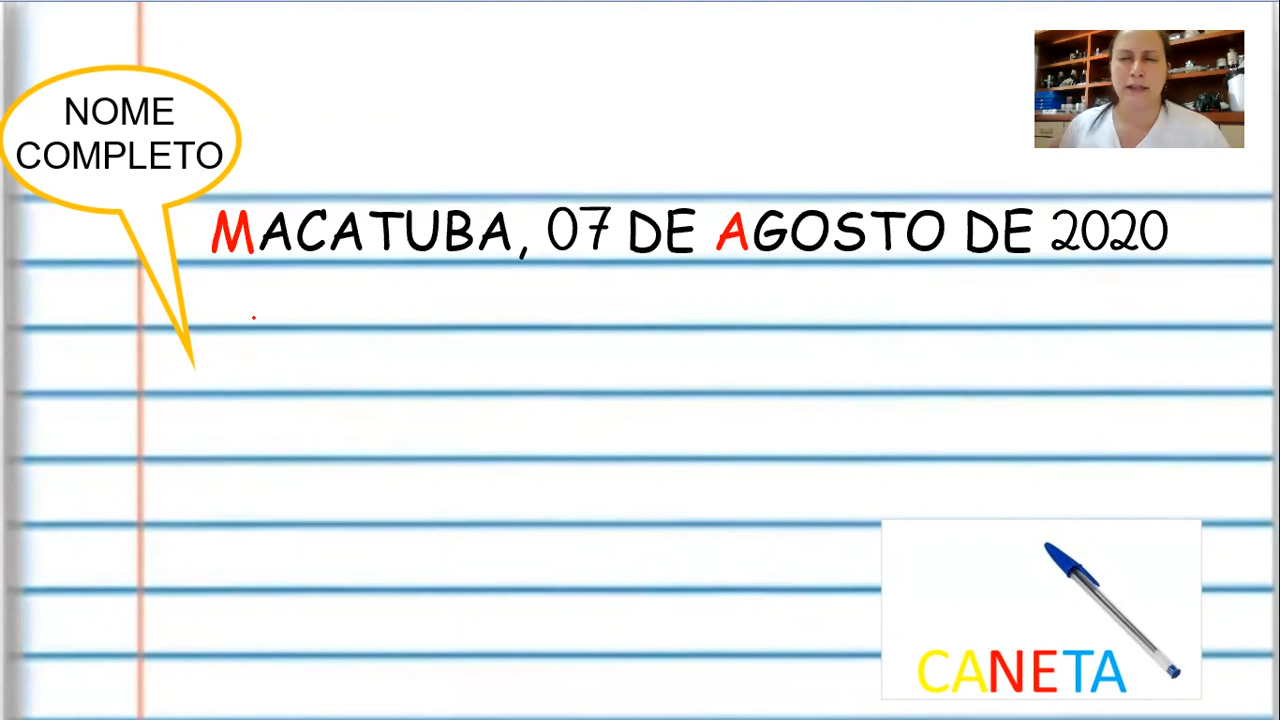 NOME
COMPLETO
MACATUBA, 07 DE AGOSTO DE 2020
CANETA